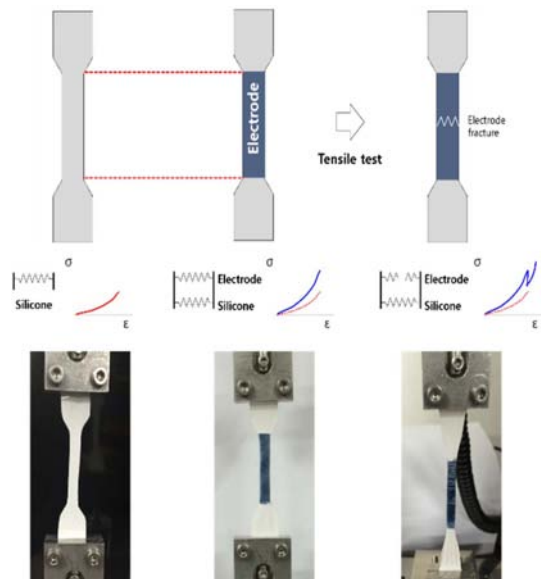 Electrode
Tensile test
Electrode
fracture
σ
Silicone
ε
σ
Electrode
Silicone
ε
σ
Electrode
Silicone
ε